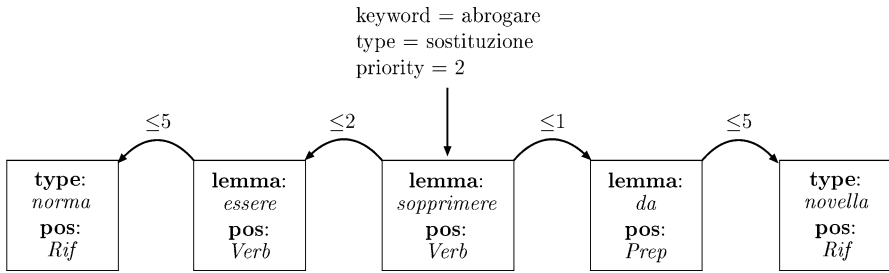 keyword = abrogare
type = sostituzione
priority = 2
≤5
≤2
≤1
≤5
type:
norma
pos:
Rif
lemma:
essere
pos:
Verb
lemma:
sopprimere
pos:
Verb
lemma:
da
pos:
Prep
type:
novella
pos:
Rif